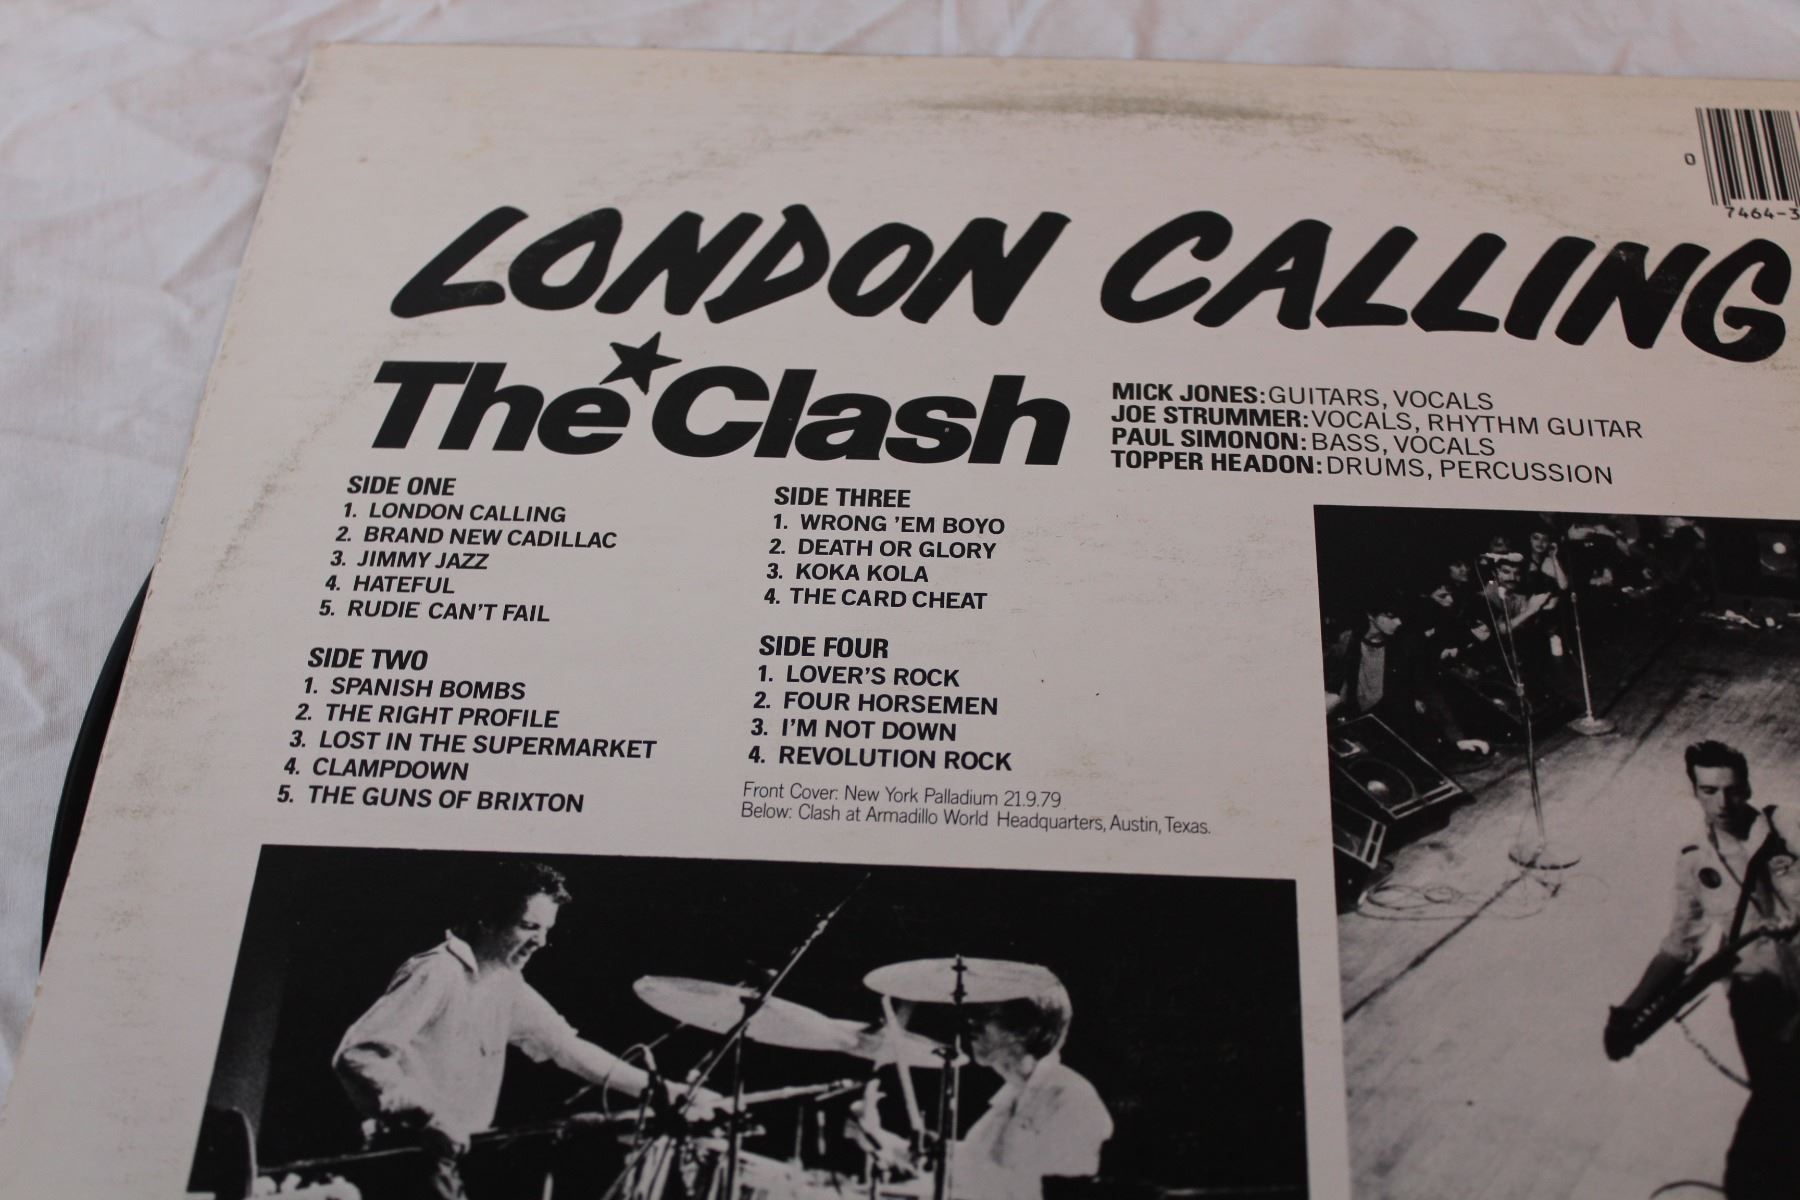 0
7464-3
LONDON CALLING
The Clash
MICK JONES: GUITARS, VOCALS
JOE STRUMMER: VOCALS, RHYTHM GUITAR
PAUL SIMONON: BASS, VOCALS
TOPPER HEADON: DRUMS, PERCUSSION
SIDE ONE
1. LONDON CALLING
2. BRAND NEW CADILLAC
3. JIMMY JAZZ
4. HATEFUL
5. RUDIE CAN'T FAIL
SIDE TWO
1. SPANISH BOMBS
2. THE RIGHT PROFILE
3. LOST IN THE SUPERMARKET
4. CLAMPDOWN
5. THE GUNS OF BRIXTON
SIDE THREE
1. WRONG 'EM BOYO
2. DEATH OR GLORY
3. KOKA KOLA
4. THE CARD CHEAT
SIDE FOUR
1. LOVER'S ROCK
2. FOUR HORSEMEN
3. I'M NOT DOWN
4. REVOLUTION ROCK
Front Cover: New York Palladium 21.9.79
Below: Clash at Armadillo World Headquarters, Austin, Texas.